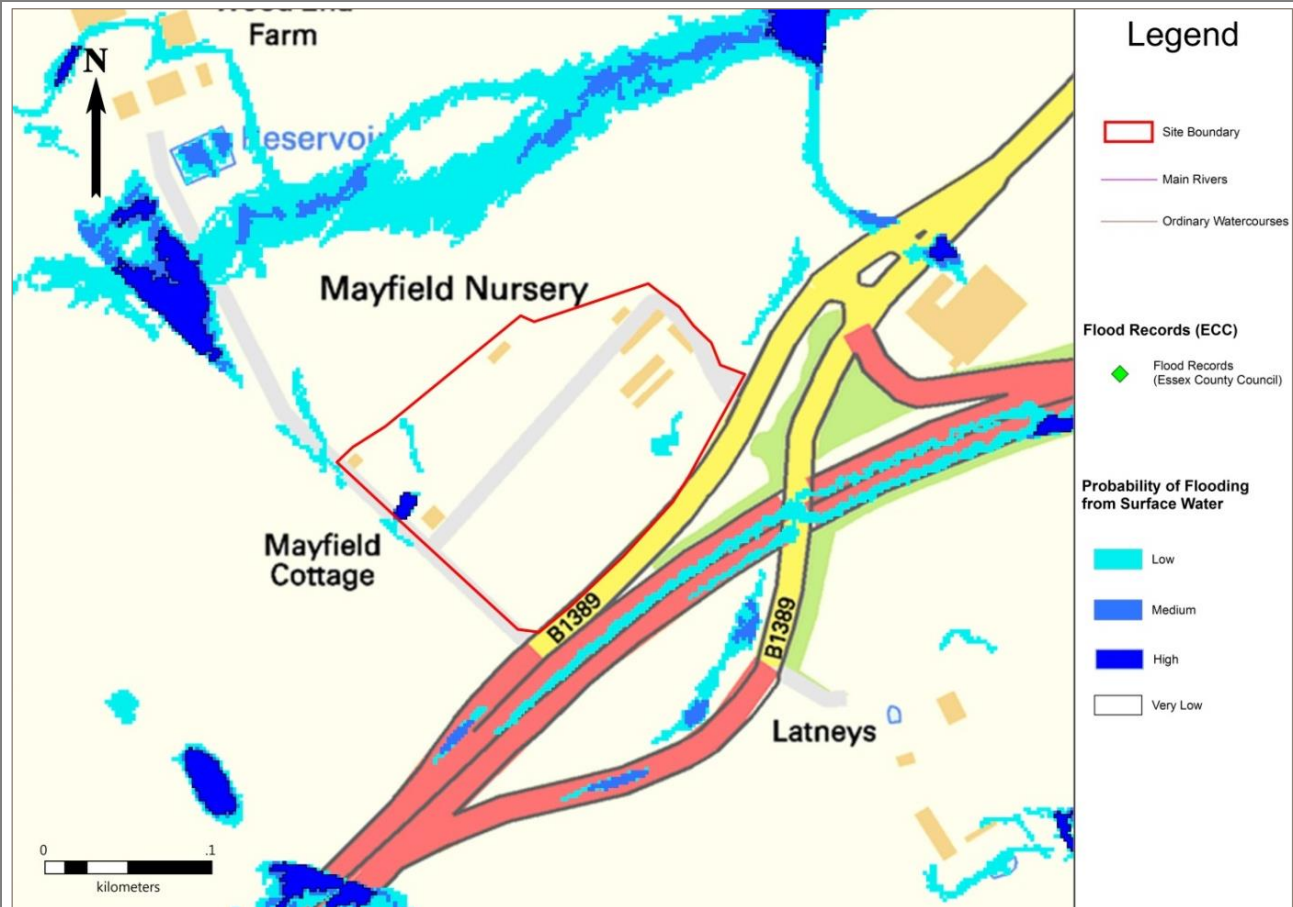 Farm
N
Reservoir
Mayfield Nursery
Mayfield
Cottage
B1389
B1389
Latneys
0 .1
kilometers
Legend
Site Boundary
Main Rivers
Ordinary Watercourses
Flood Records (ECC)
Flood Records
(Essex County Council)
Probability of Flooding
from Surface Water
Low
Medium
High
Very Low